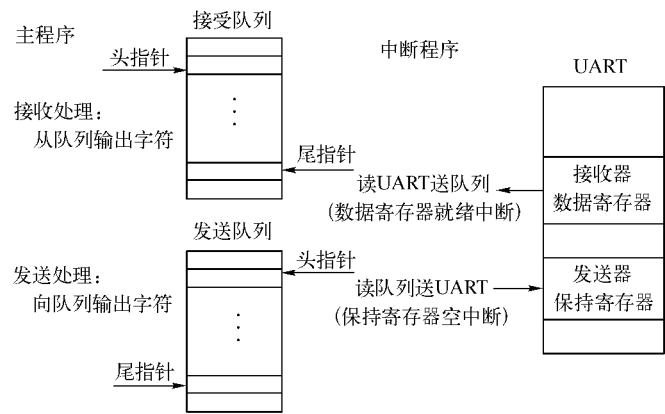 主程序
接受队列
中断程序
UART
头指针
接收处理：
从队列输出字符
尾指针
读UART送队列
(数据寄存器就绪中断)
接收器
数据寄存器
发送队列
头指针
发送处理：
向队列输出字符
读队列送UART
(保持寄存器空中断)
发送器
保持寄存器
尾指针